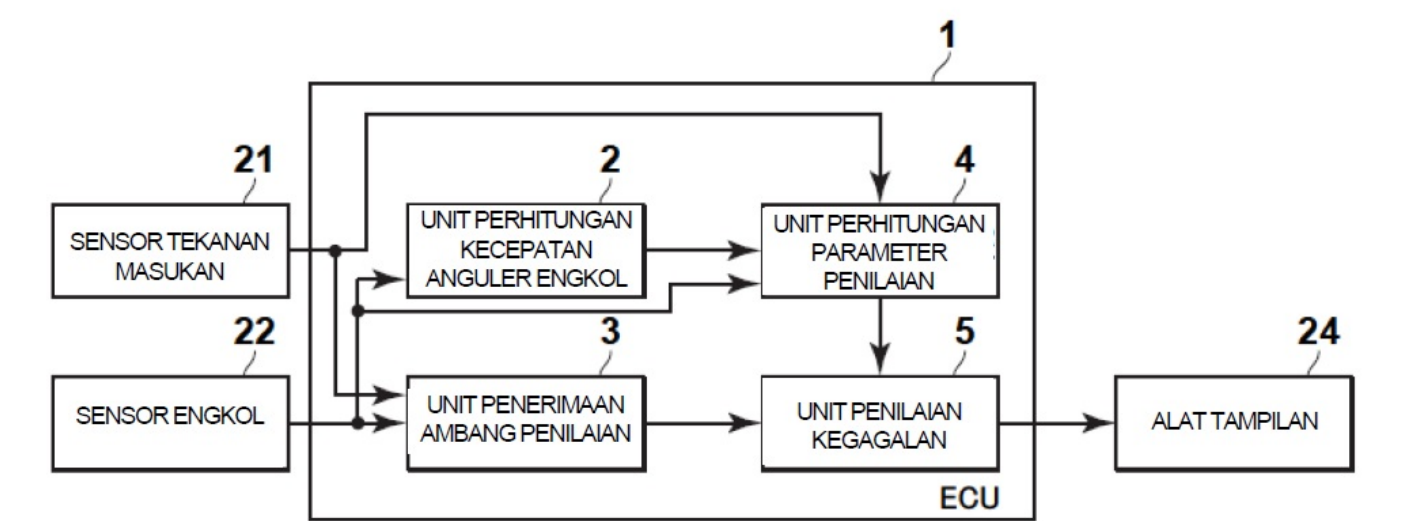 1
21
2
4
SENSOR TEKANAN
MASUKAN
UNIT PERHITUNGAN
KECEPATAN
ANGULER ENGKOL
UNIT PERHITUNGAN
PARAMETER
PENILAIAN
22
3
5
24
SENSOR ENGKOL
UNIT PENERIMAAN
AMBANG PENILAIAN
UNIT PENILAIAN
KEGAGALAN
ALAT TAMPILAN
ECU